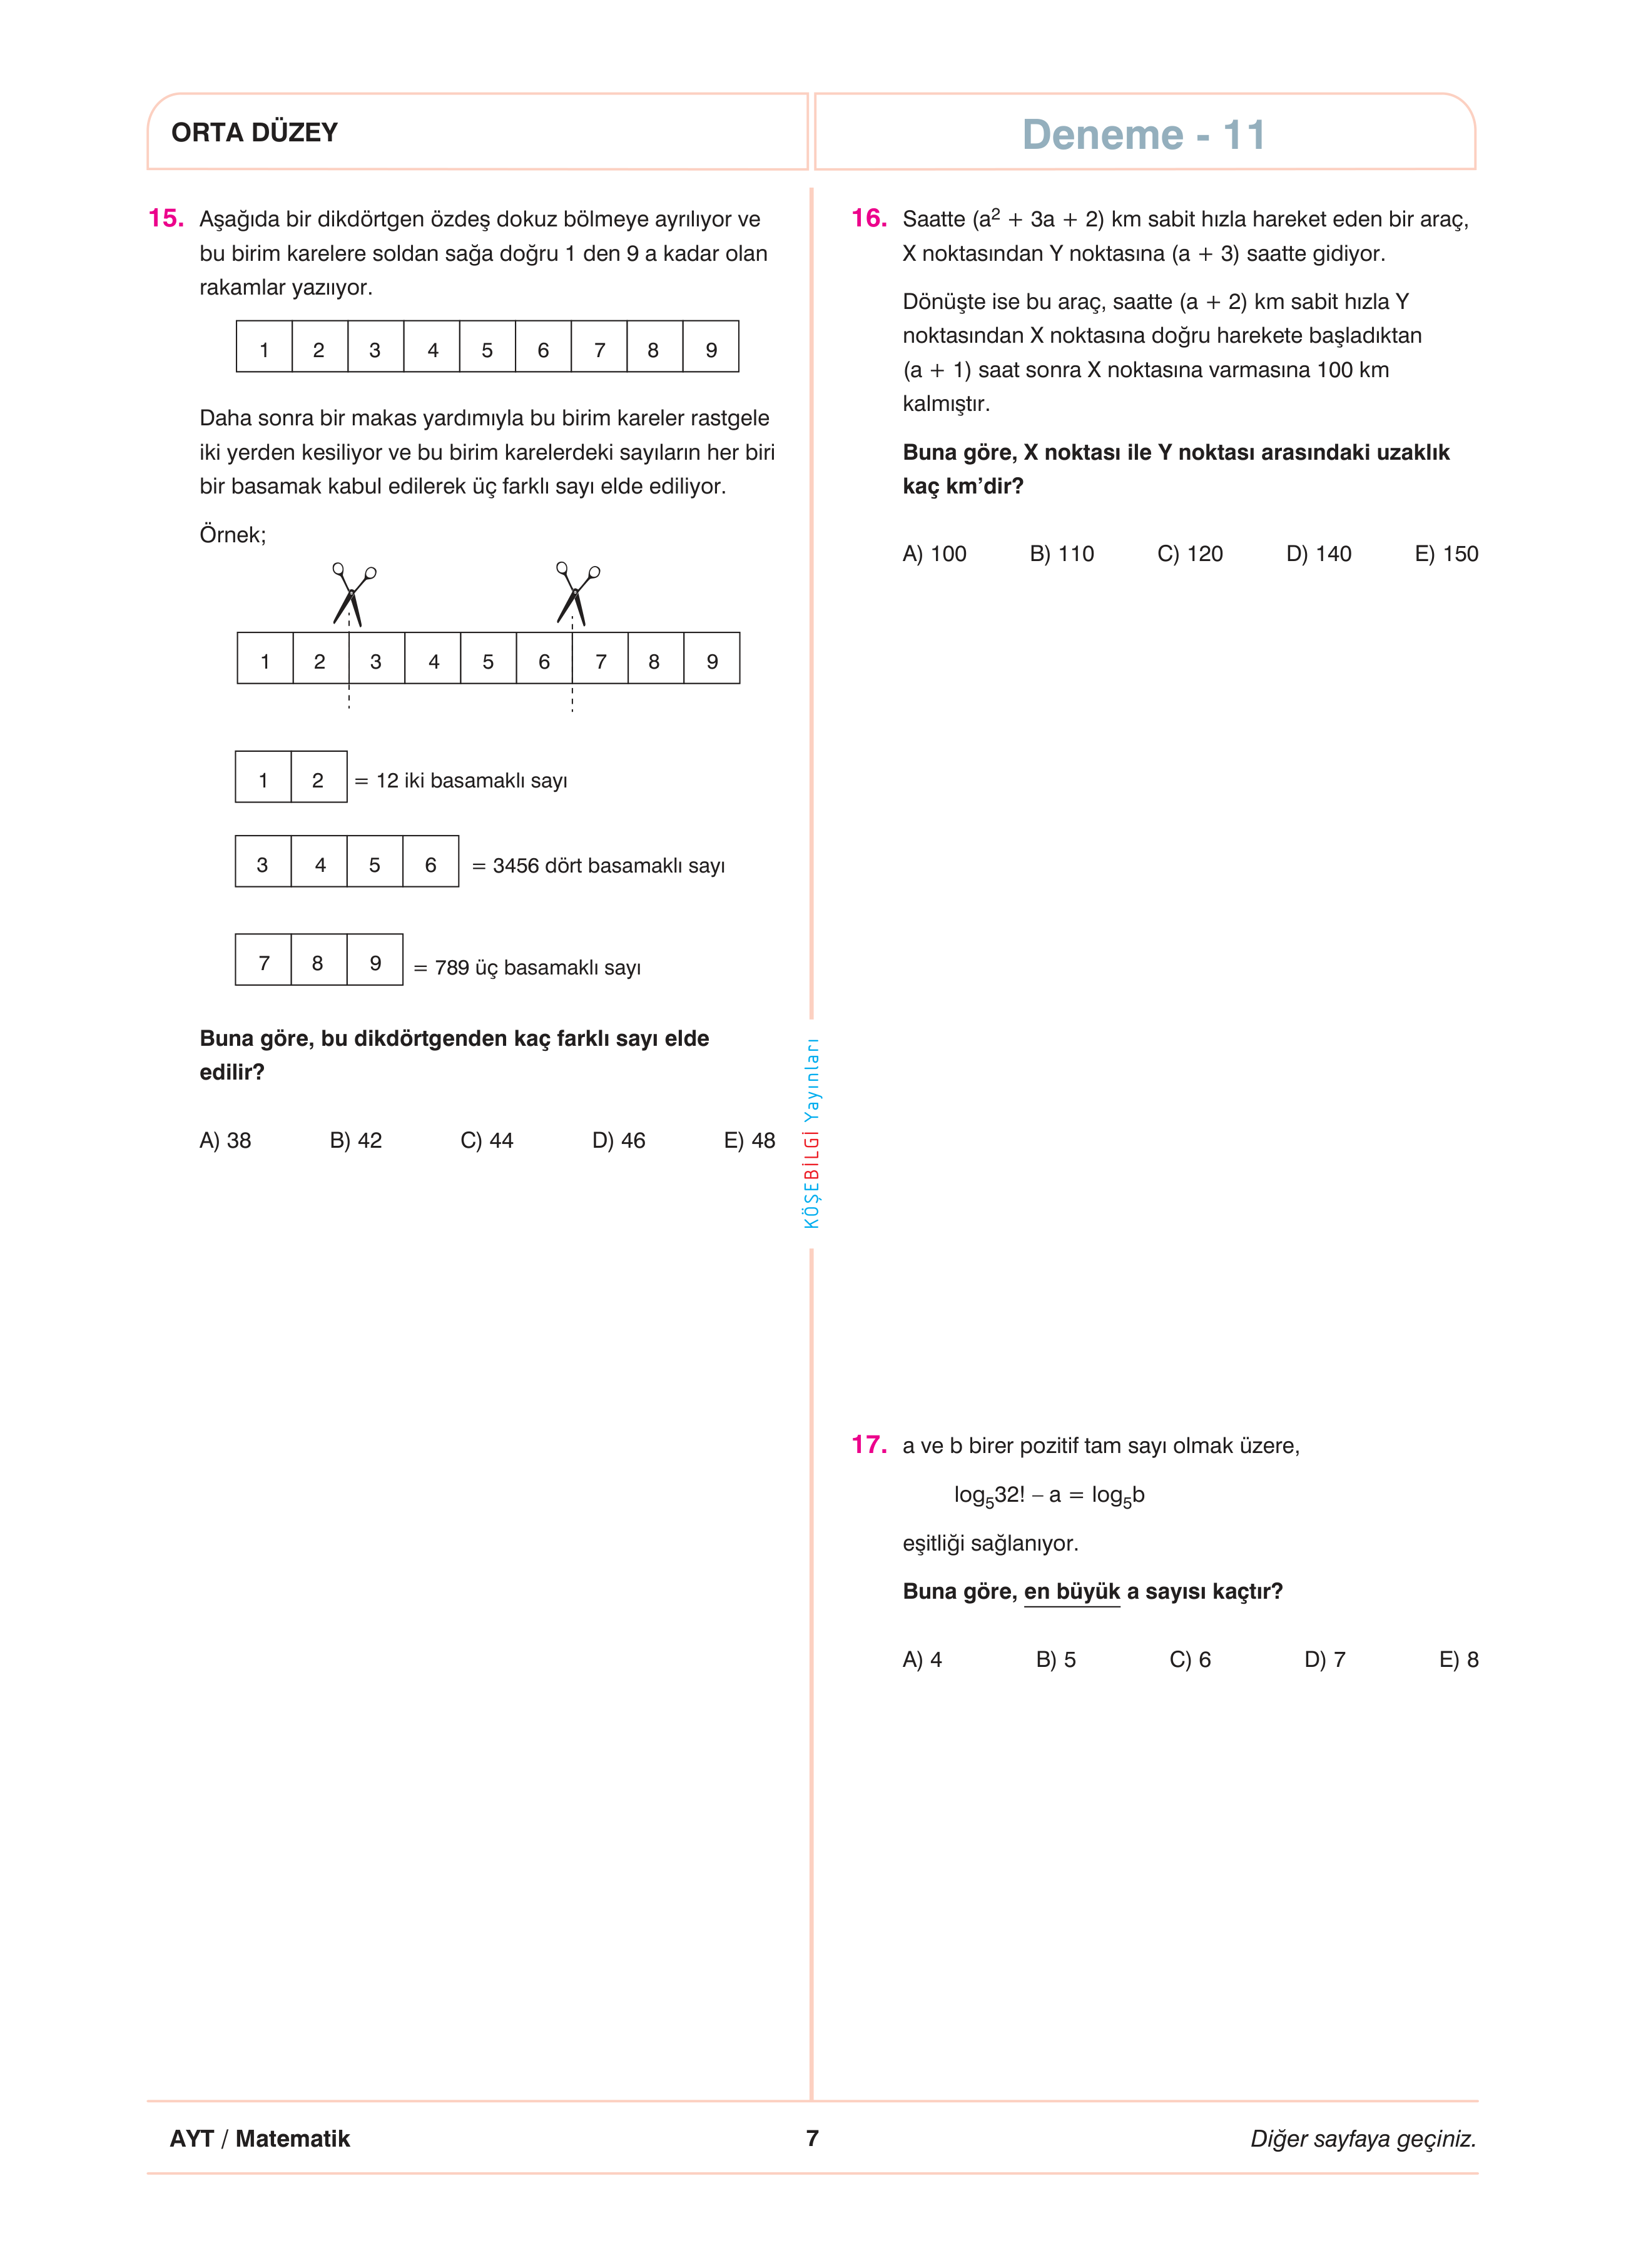 ORTA DÜZEY
Deneme - 11
15. Aşağıda bir dikdörtgen özdeş dokuz bölmeye ayrılıyor ve
bu birim karelere soldan sağa doğru 1 den 9 a kadar olan
rakamlar yazııyor.
1 2 3 4 5 6 7 8 9
Daha sonra bir makas yardımıyla bu birim kareler rastgele
iki yerden kesiliyor ve bu birim karelerdeki sayıların her biri
bir basamak kabul edilerek üç farklı sayı elde ediliyor.
Örnek;
1 2 3 4 5 6 7 8 9
1 2 = 12 iki basamaklı sayı
3 4 5 6 = 3456 dört basamaklı sayı
7 8 9 = 789 üç basamaklı sayı
Buna göre, bu dikdörtgenden kaç farklı sayı elde
edilir?
A) 38 B) 42 C) 44 D) 46 E) 48
KÖŞEBİLGİ Yayınları
16. Saatte (a² + 3a + 2) km sabit hızla hareket eden bir araç,
X noktasından Y noktasına (a + 3) saatte gidiyor.
Dönüşte ise bu araç, saatte (a + 2) km sabit hızla Y
noktasından X noktasına doğru harekete başladıktan
(a + 1) saat sonra X noktasına varmasına 100 km
kalmıştır.
Buna göre, X noktası ile Y noktası arasındaki uzaklık
kaç km’dir?
A) 100 B) 110 C) 120 D) 140 E) 150
17. a ve b birer pozitif tam sayı olmak üzere,
log₅32! – a = log₅b
eşitliği sağlanıyor.
Buna göre, en büyük a sayısı kaçtır?
A) 4 B) 5 C) 6 D) 7 E) 8
AYT / Matematik
7
Diğer sayfaya geçiniz.